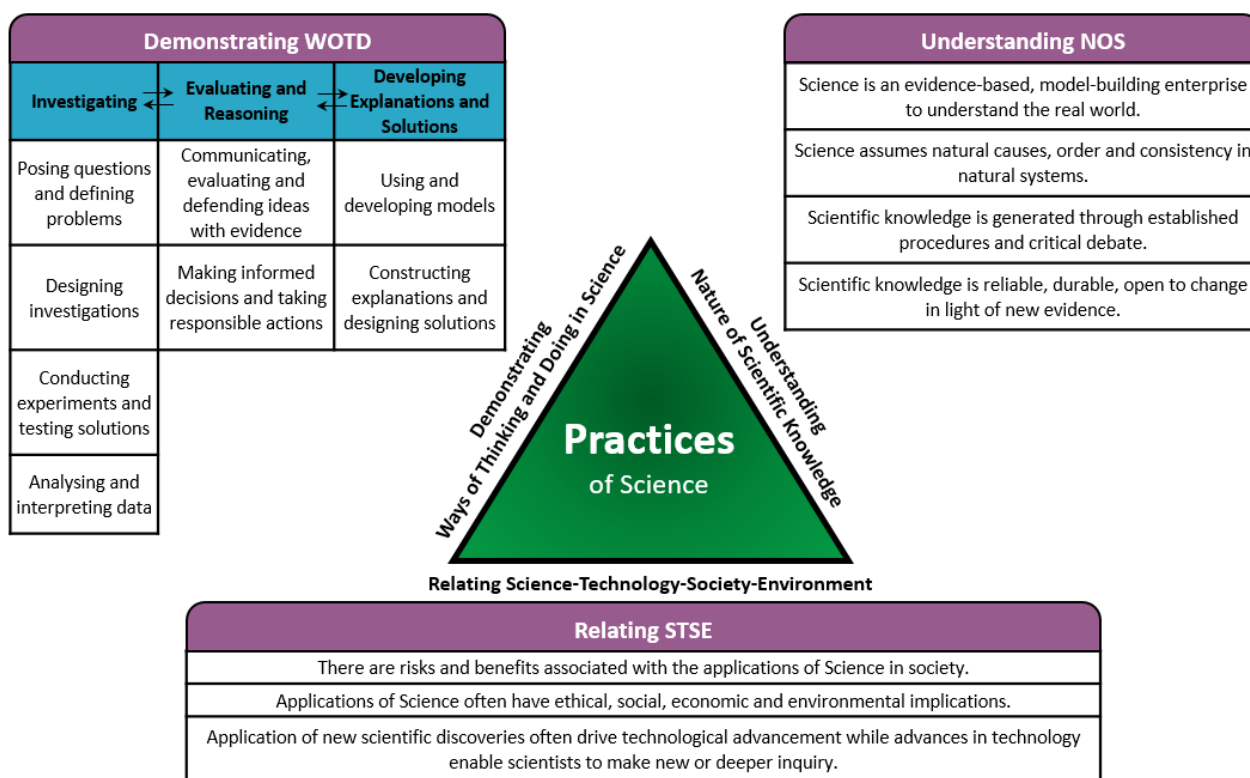 Demonstrating WOTD
Investigating
Evaluating and
Reasoning
Developing
Explanations and
Solutions
Posing questions
and defining
problems
Communicating,
evaluating and
defending ideas
with evidence
Using and
developing models
Designing
investigations
Making informed
decisions and taking
responsible actions
Constructing
explanations and
designing solutions
Conducting
experiments and
testing solutions
Analysing and
interpreting data
Understanding NOS
Science is an evidence-based, model-building enterprise
to understand the real world.
Science assumes natural causes, order and consistency in
natural systems.
Scientific knowledge is generated through established
procedures and critical debate.
Scientific knowledge is reliable, durable, open to change
in light of new evidence.
Demonstrating
Ways of Thinking and Doing in Science
Understanding
Nature of Scientific Knowledge
Practices
of Science
Relating Science-Technology-Society-Environment
Relating STSE
There are risks and benefits associated with the applications of Science in society.
Applications of Science often have ethical, social, economic and environmental implications.
Application of new scientific discoveries often drive technological advancement while advances in technology
enable scientists to make new or deeper inquiry.